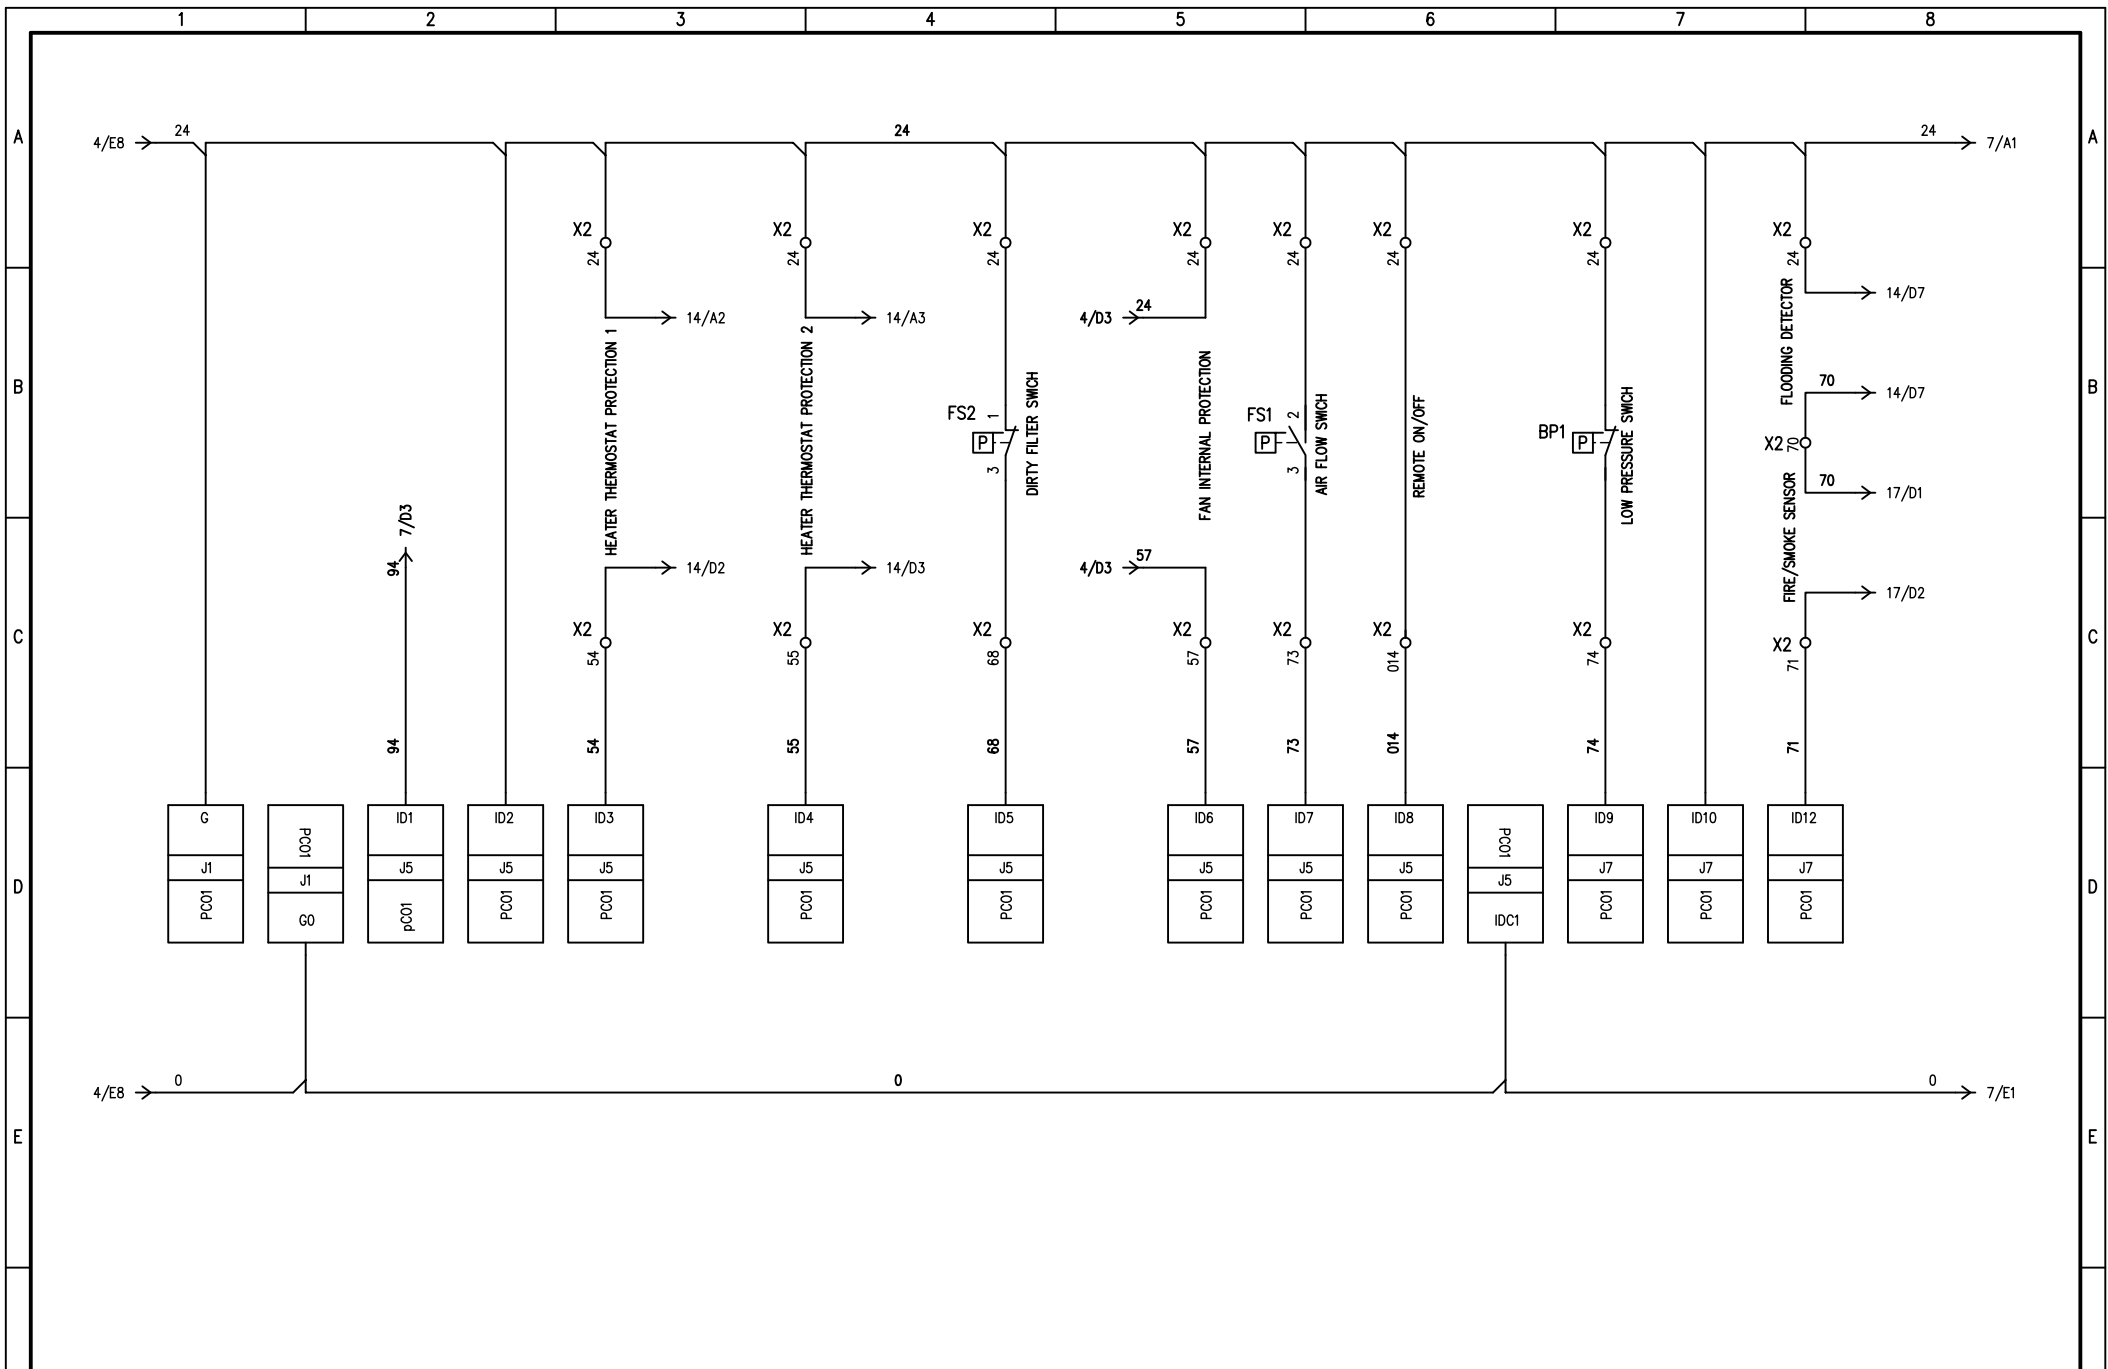 1 2 3 4 5 6 7 8
A A
4/E8 24 24 24 7/A1
X2 X2 X2 X2 X2 X2 X2 X2
24 24 24 24 24 24 24 24
14/D7
14/A2 14/A3 4/D3 24
HEATER THERMOSTAT PROTECTION 1
HEATER THERMOSTAT PROTECTION 2
DIRTY FILTER SWICH
FAN INTERNAL PROTECTION
AIR FLOW SWICH
REMOTE ON/OFF
LOW PRESSURE SWICH
FLOODING DETECTOR
FIRE/SMOKE SENSOR
B B
70 14/D7
FS2 1 P 3
FS1 2 P 3
BP1 P
X2 70
70 17/D1
7/D3
94
14/D2 14/D3 4/D3 57
17/D2
C C
X2 X2 X2 X2 X2 X2 X2 X2
54 55 68 57 73 014 74 71
94 54 55 68 57 73 014 74 71
D D
G J1 PC01
PC01 J1 G0
ID1 J5 pC01
ID2 J5 PC01
ID3 J5 PC01
ID4 J5 PC01
ID5 J5 PC01
ID6 J5 PC01
ID7 J5 PC01
ID8 J5 PC01
PC01 J5 IDC1
ID9 J7 PC01
ID10 J7 PC01
ID12 J7 PC01
4/E8 0 0 0 7/E1
E E